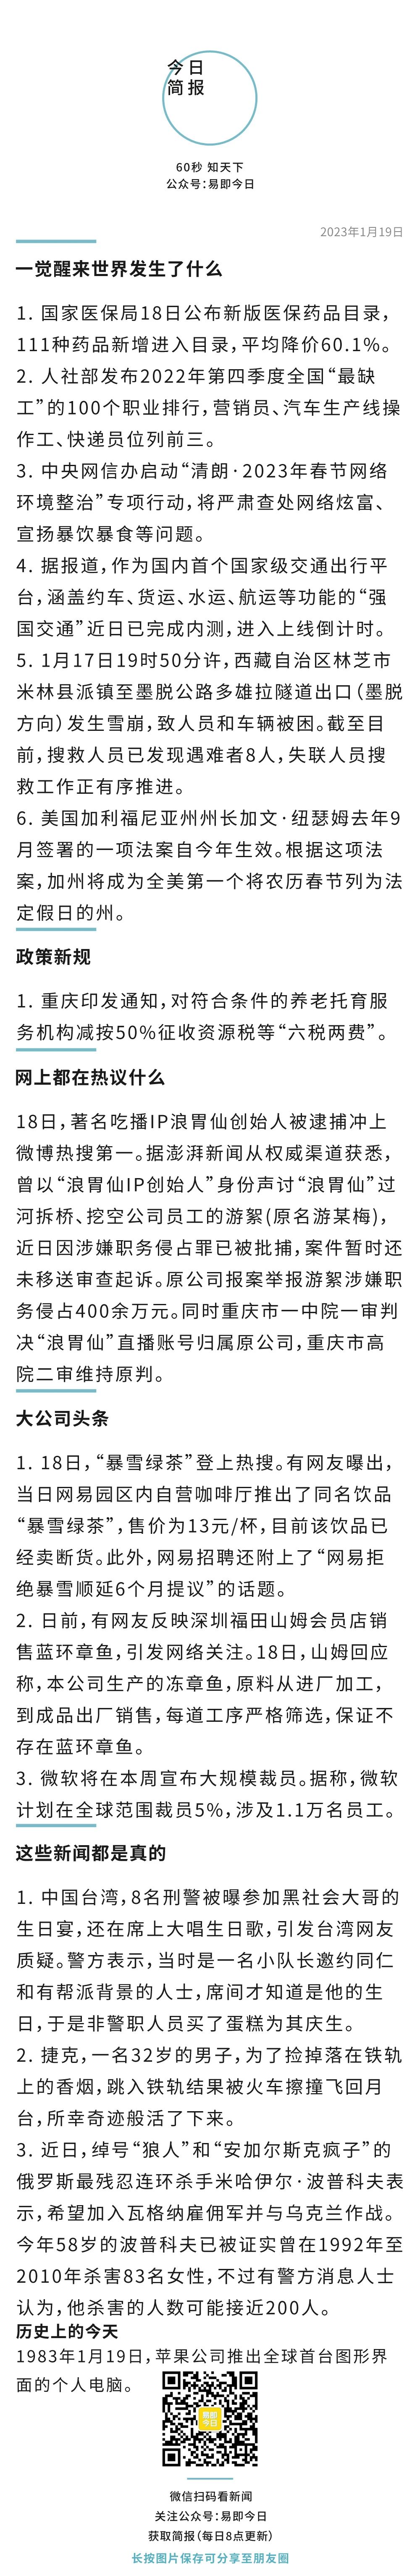 今日
简报
60秒 知天下
公众号：易即今日
2023年1月19日
一觉醒来世界发生了什么
1. 国家医保局18日公布新版医保药品目录，
111种药品新增进入目录，平均降价60.1%。
2. 人社部发布2022年第四季度全国“最缺
工”的100个职业排行，营销员、汽车生产线操
作工、快递员位列前三。
3. 中央网信办启动“清朗·2023年春节网络
环境整治”专项行动，将严肃查处网络炫富、
宣扬暴饮暴食等问题。
4. 据报道，作为国内首个国家级交通出行平
台，涵盖约车、货运、水运、航运等功能的“强
国交通”近日已完成内测，进入上线倒计时。
5. 1月17日19时50分许，西藏自治区林芝市
米林县派镇至墨脱公路多雄拉隧道出口（墨脱
方向）发生雪崩，致人员和车辆被困。截至目
前，搜救人员已发现遇难者8人，失联人员搜
救工作正有序推进。
6. 美国加利福尼亚州州长加文·纽瑟姆去年9
月签署的一项法案自今年生效。根据这项法
案，加州将成为全美第一个将农历春节列为法
定假日的州。
政策新规
1. 重庆印发通知，对符合条件的养老托育服
务机构减按50%征收资源税等“六税两费”。
网上都在热议什么
18日，著名吃播IP浪胃仙创始人被逮捕冲上
微博热搜第一。据澎湃新闻从权威渠道获悉，
曾以“浪胃仙IP创始人”身份声讨“浪胃仙”过
河拆桥、挖空公司员工的游絮(原名游某梅)，
近日因涉嫌职务侵占罪已被批捕，案件暂时还
未移送审查起诉。原公司报案举报游絮涉嫌职
务侵占400余万元。同时重庆市一中院一审判
决“浪胃仙”直播账号归属原公司，重庆市高
院二审维持原判。
大公司头条
1. 18日，“暴雪绿茶”登上热搜。有网友曝出，
当日网易园区内自营咖啡厅推出了同名饮品
“暴雪绿茶”，售价为13元/杯，目前该饮品已
经卖断货。此外，网易招聘还附上了“网易拒
绝暴雪顺延6个月提议”的话题。
2. 日前，有网友反映深圳福田山姆会员店销
售蓝环章鱼，引发网络关注。18日，山姆回应
称，本公司生产的冻章鱼，原料从进厂加工，
到成品出厂销售，每道工序严格筛选，保证不
存在蓝环章鱼。
3. 微软将在本周宣布大规模裁员。据称，微软
计划在全球范围裁员5%，涉及1.1万名员工。
这些新闻都是真的
1. 中国台湾，8名刑警被曝参加黑社会大哥的
生日宴，还在席上大唱生日歌，引发台湾网友
质疑。警方表示，当时是一名小队长邀约同仁
和有帮派背景的人士，席间才知道是他的生
日，于是非警职人员买了蛋糕为其庆生。
2. 捷克，一名32岁的男子，为了捡掉落在铁轨
上的香烟，跳入铁轨结果被火车擦撞飞回月
台，所幸奇迹般活了下来。
3. 近日，绰号“狼人”和“安加尔斯克疯子”的
俄罗斯最残忍连环杀手米哈伊尔·波普科夫表
示，希望加入瓦格纳雇佣军并与乌克兰作战。
今年58岁的波普科夫已被证实曾在1992年至
2010年杀害83名女性，不过有警方消息人士
认为，他杀害的人数可能接近200人。
历史上的今天
1983年1月19日，苹果公司推出全球首台图形界
面的个人电脑。
易即
今日
微信扫码看新闻
关注公众号：易即今日
获取简报（每日8点更新）
长按图片保存可分享至朋友圈